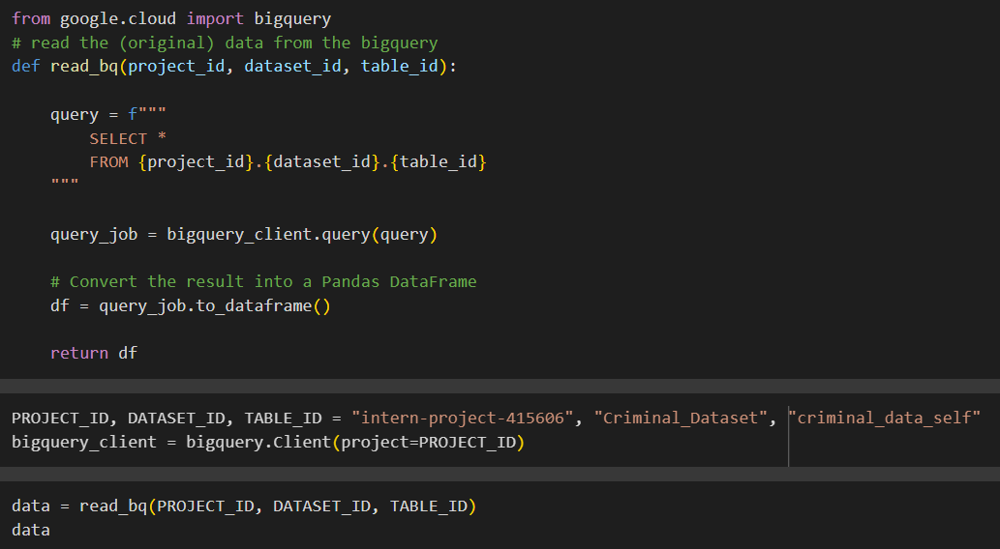 from google.cloud import bigquery
# read the (original) data from the bigquery
def read_bq(project_id, dataset_id, table_id):
    query = f"""
        SELECT *
        FROM {project_id}.{dataset_id}.{table_id}
    """
    query_job = bigquery_client.query(query)
    # Convert the result into a Pandas DataFrame
    df = query_job.to_dataframe()
    return df
PROJECT_ID, DATASET_ID, TABLE_ID = "intern-project-415606", "Criminal_Dataset", "criminal_data_self"
bigquery_client = bigquery.Client(project=PROJECT_ID)
data = read_bq(PROJECT_ID, DATASET_ID, TABLE_ID)
data